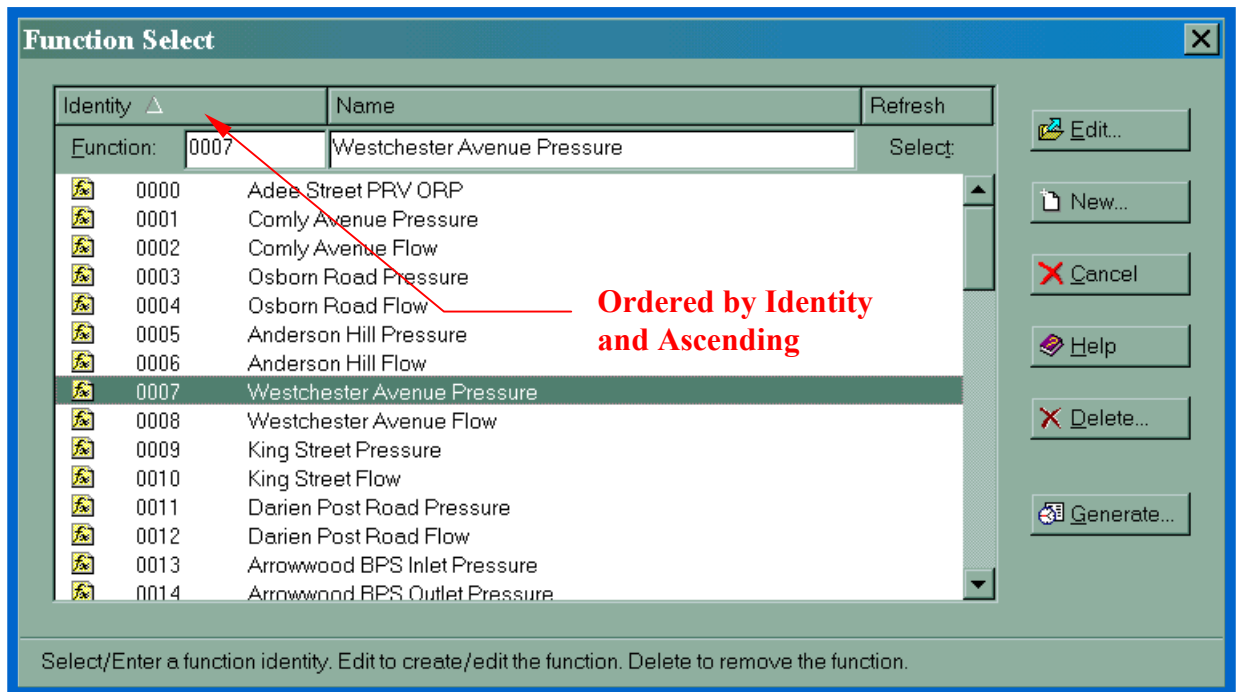 Function Select
Identity Name Refresh
Function: 0007 Westchester Avenue Pressure Select:
0000 Adee Street PRV ORP
0001 Comly Avenue Pressure
0002 Comly Avenue Flow
0003 Osborn Road Pressure
0004 Osborn Road Flow
0005 Anderson Hill Pressure
0006 Anderson Hill Flow
0007 Westchester Avenue Pressure
0008 Westchester Avenue Flow
0009 King Street Pressure
0010 King Street Flow
0011 Darien Post Road Pressure
0012 Darien Post Road Flow
0013 Arrowwood BPS Inlet Pressure
0014 Arrowwood BPS Outlet Pressure
Ordered by Identity
and Ascending
Edit...
New...
Cancel
Help
Delete...
Generate...
Select/Enter a function identity. Edit to create/edit the function. Delete to remove the function.